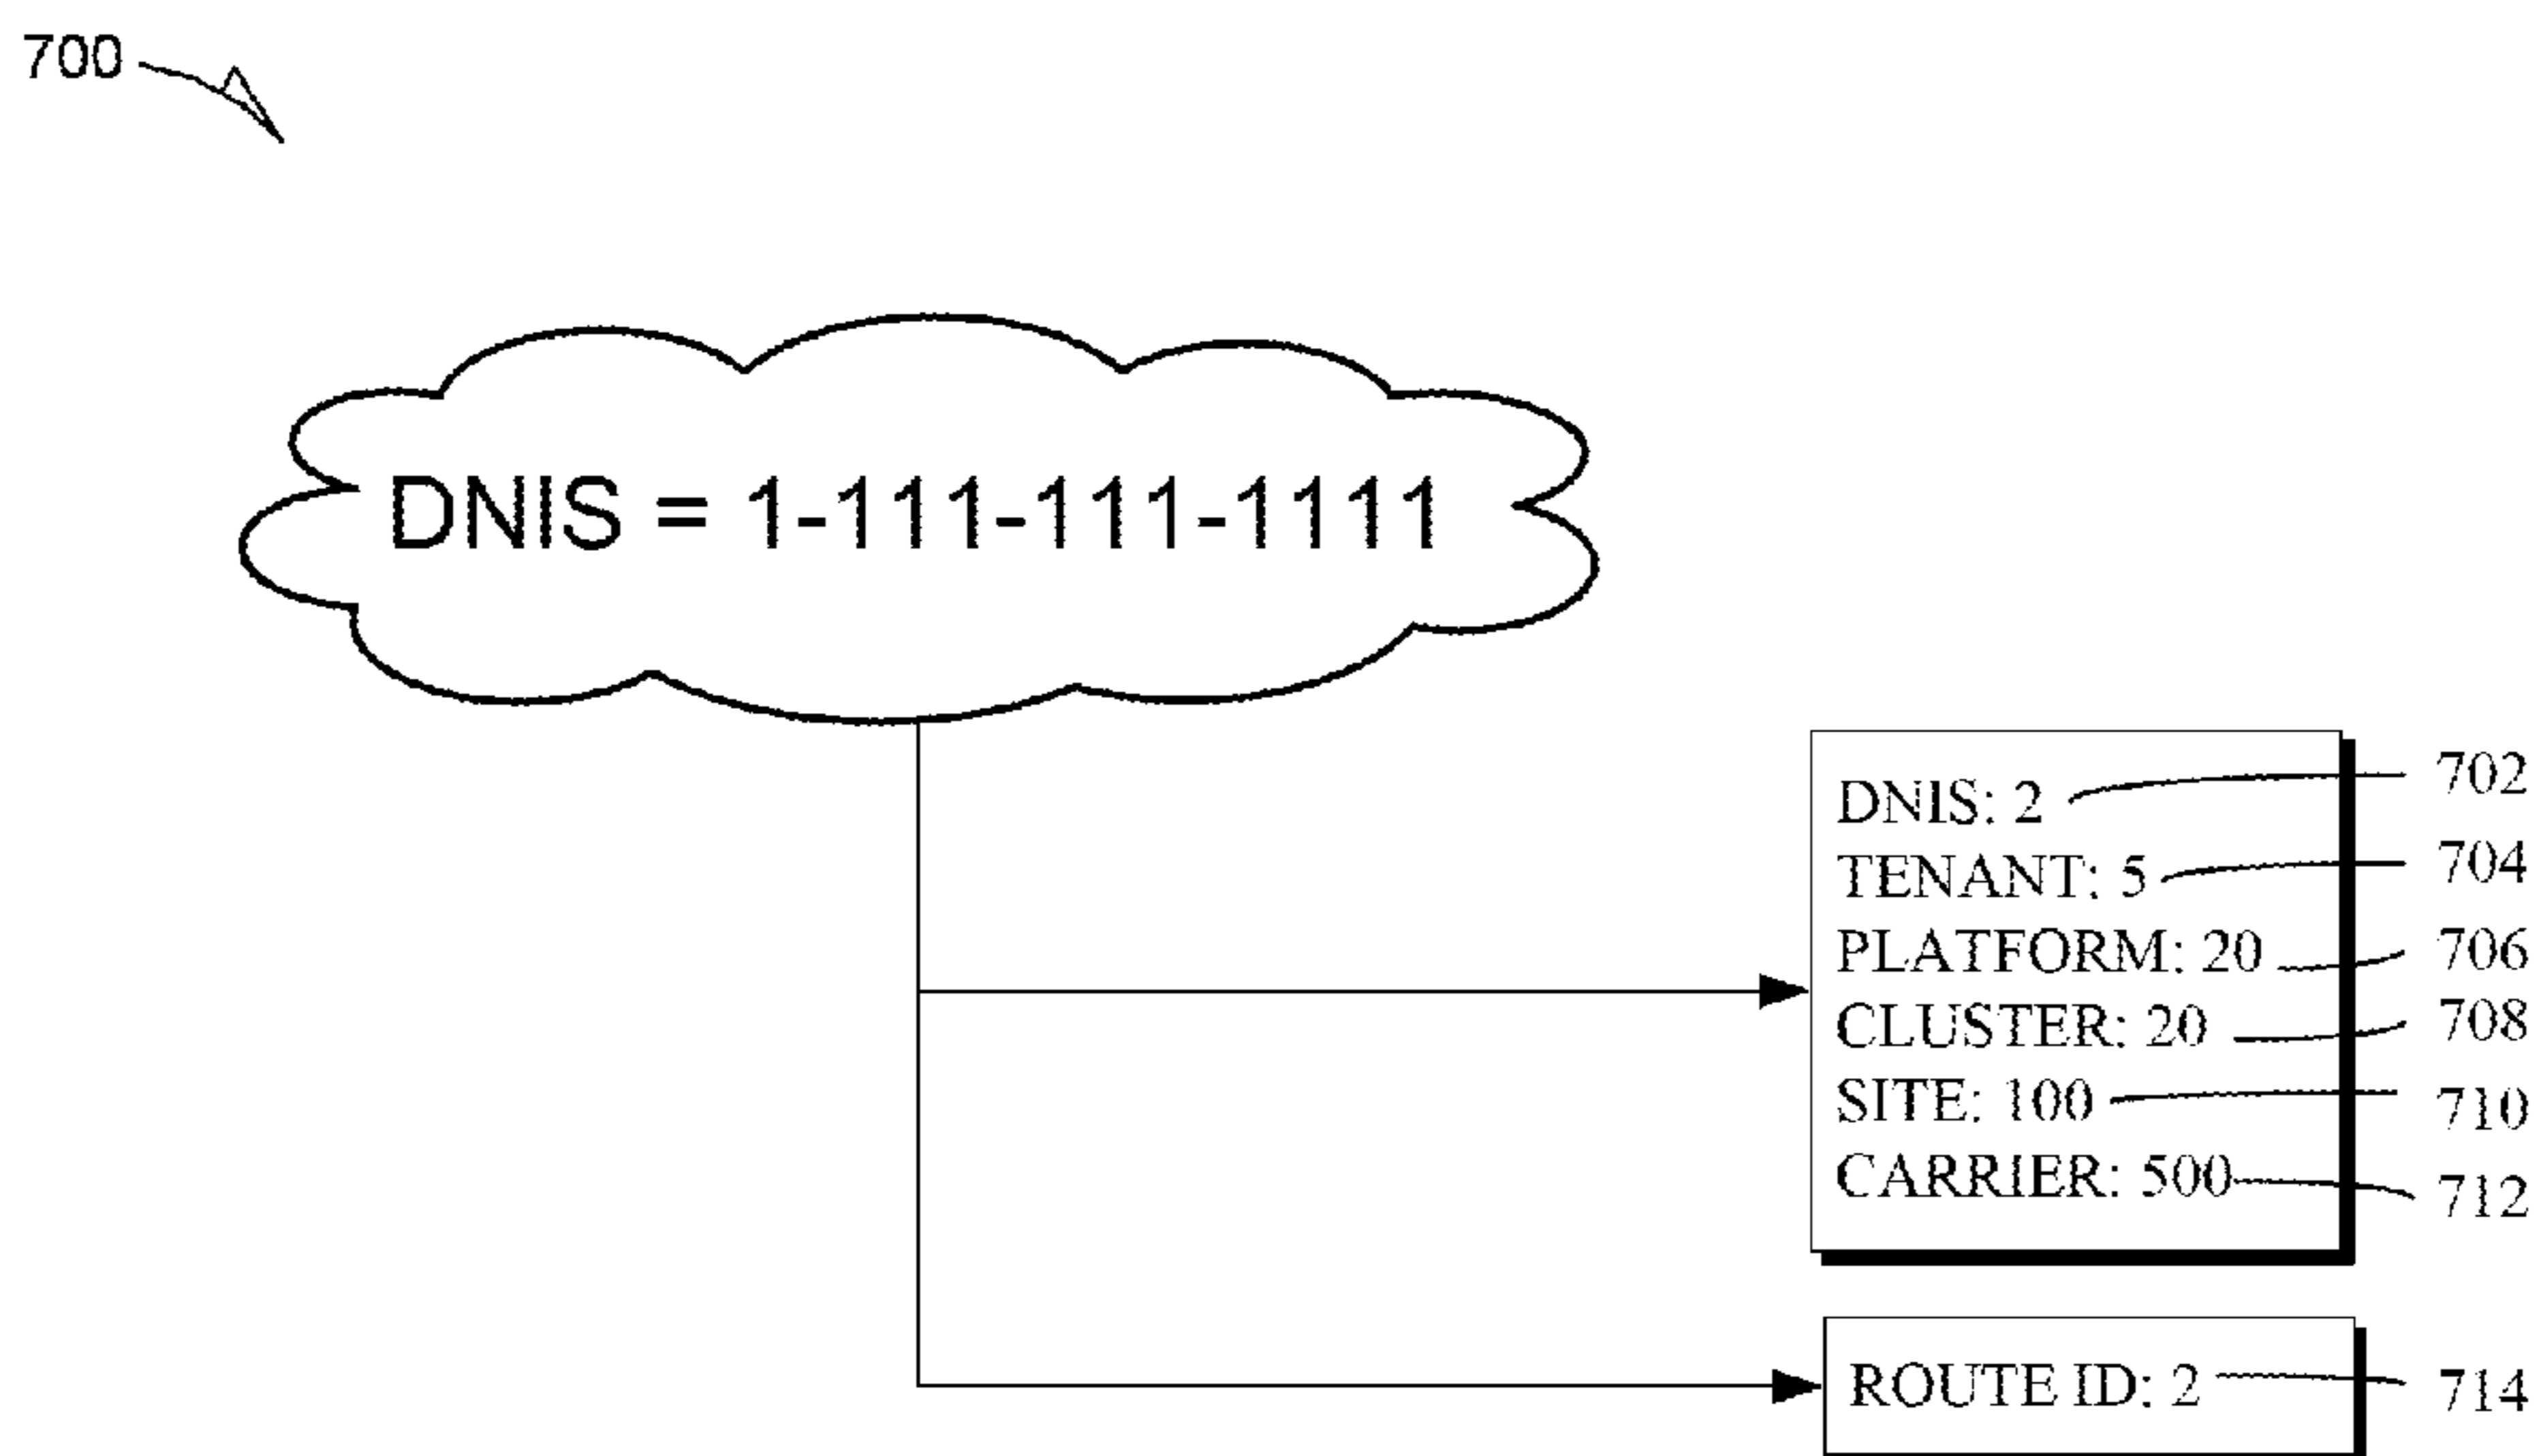 700
DNIS = 1-111-111-1111
DNIS: 2 702
TENANT: 5 704
PLATFORM: 20 706
CLUSTER: 20 708
SITE: 100 710
CARRIER: 500 712
ROUTE ID: 2 714